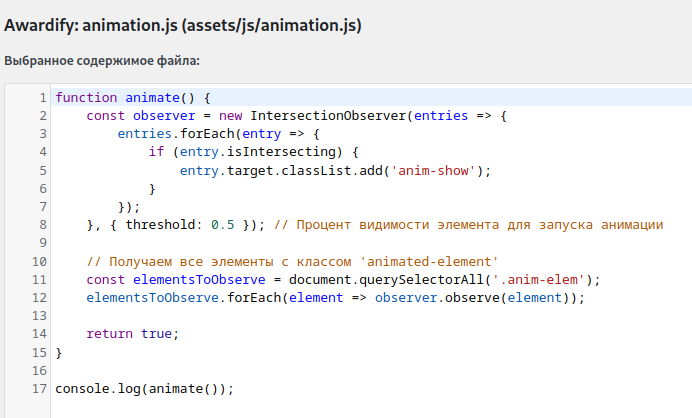 Awardify: animation.js (assets/js/animation.js)
Выбранное содержимое файла:
1 function animate() {
2     const observer = new IntersectionObserver(entries => {
3         entries.forEach(entry => {
4             if (entry.isIntersecting) {
5                 entry.target.classList.add('anim-show');
6             }
7         });
8     }, { threshold: 0.5 }); // Процент видимости элемента для запуска анимации
9
10     // Получаем все элементы с классом 'animated-element'
11     const elementsToObserve = document.querySelectorAll('.anim-elem');
12     elementsToObserve.forEach(element => observer.observe(element));
13
14     return true;
15 }
16
17 console.log(animate());